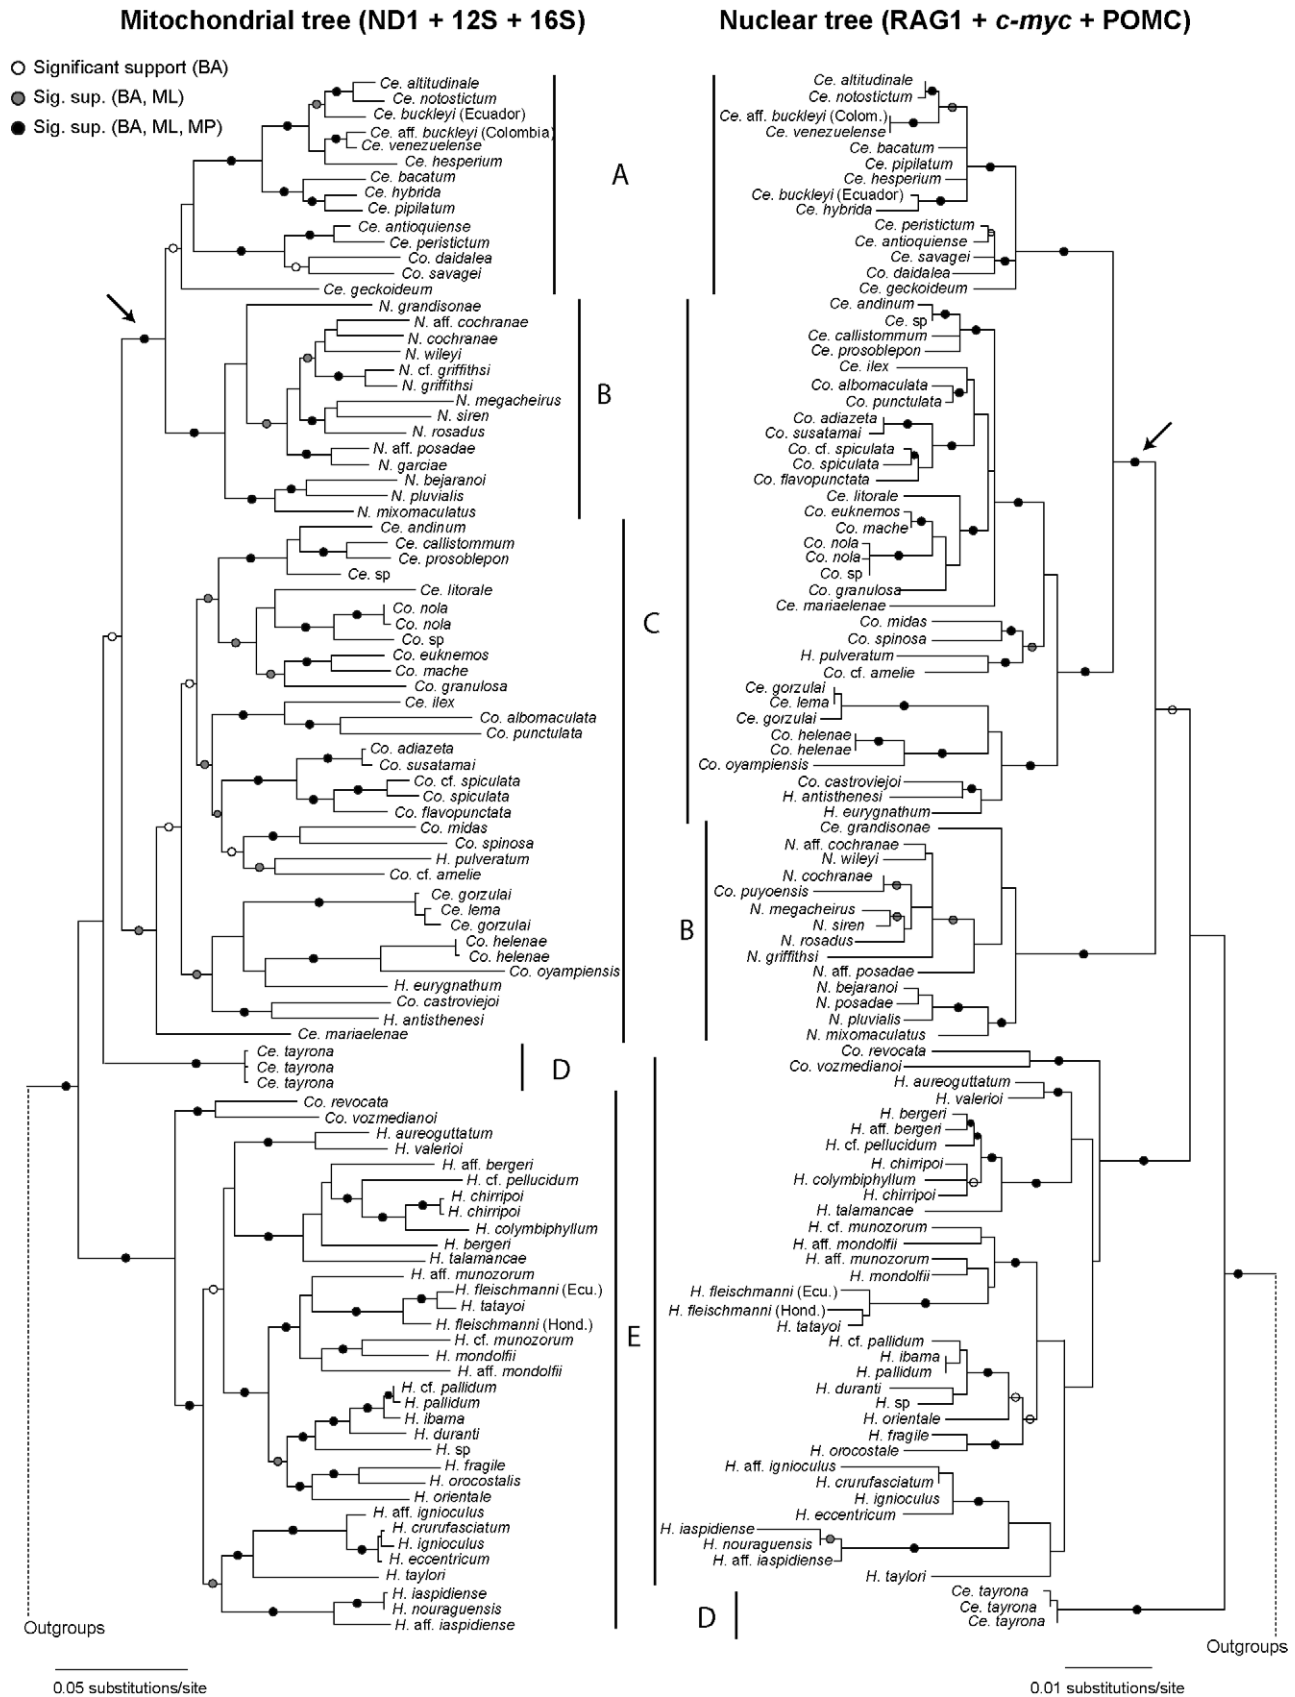 Mitochondrial tree (ND1 + 12S + 16S)
Significant support (BA)
Sig. sup. (BA, ML)
Sig. sup. (BA, ML, MP)
Ce. altitudinale
Ce. notostictum
Ce. buckleyi (Ecuador)
Ce. aff. buckleyi (Colombia)
Ce. venezuelense
Ce. hesperium
Ce. bacatum
Ce. hybrida
Ce. pipilatum
Ce. antioquiense
Ce. peristictum
Co. daidalea
Co. savagei
Ce. geckoideum
A
N. grandisonae
N. aff. cochranae
N. cochranae
N. wileyi
N. cf. griffithsi
N. griffithsi
N. megacheirus
N. siren
N. rosadus
N. aff. posadae
N. garciae
N. bejaranoi
N. pluvialis
N. mixomaculatus
B
Ce. andinum
Ce. callistommum
Ce. prosoblepon
Ce. sp
Ce. litorale
Co. nola
Co. nola
Co. sp
Co. euknemos
Co. mache
Co. granulosa
Ce. ilex
Co. albomaculata
Co. punctulata
Co. adiazeta
Co. susatamai
Co. cf. spiculata
Co. spiculata
Co. flavopunctata
Co. midas
Co. spinosa
H. pulveratum
Co. cf. amelie
Ce. gorzulai
Ce. lema
Ce. gorzulai
Co. helenae
Co. helenae
Co. oyampiensis
H. eurygnathum
Co. castroviejoi
H. antisthenesi
Ce. mariaelenae
C
Ce. tayrona
Ce. tayrona
Ce. tayrona
D
Co. revocata
Co. vozmedianoi
H. aureoguttatum
H. valerioi
H. aff. bergeri
H. cf. pellucidum
H. chirripoi
H. chirripoi
H. colymbiphyllum
H. bergeri
H. talamancae
H. aff. munozorum
H. fleischmanni (Ecu.)
H. tatayoi
H. fleischmanni (Hond.)
H. cf. munozorum
H. mondolfii
H. aff. mondolfii
H. cf. pallidum
H. pallidum
H. ibama
H. duranti
H. sp
H. fragile
H. orocostalis
H. orientale
H. aff. ignioculus
H. crurufasciatum
H. ignioculus
H. eccentricum
H. taylori
H. iaspidiense
H. nouraguensis
H. aff. iaspidiense
E
Outgroups
0.05 substitutions/site
Nuclear tree (RAG1 + c-myc + POMC)
Ce. altitudinale
Ce. notostictum
Ce. aff. buckleyi (Colom.)
Ce. venezuelense
Ce. bacatum
Ce. pipilatum
Ce. hesperium
Ce. buckleyi (Ecuador)
Ce. hybrida
Ce. peristictum
Ce. antioquiense
Ce. savagei
Co. daidalea
Ce. geckoideum
Ce. andinum
Ce. sp
Ce. callistommum
Ce. prosoblepon
Ce. ilex
Co. albomaculata
Co. punctulata
Co. adiazeta
Co. susatamai
Co. cf. spiculata
Co. spiculata
Co. flavopunctata
Ce. litorale
Co. euknemos
Co. mache
Co. nola
Co. nola
Co. sp
Co. granulosa
Ce. mariaelenae
Co. midas
Co. spinosa
H. pulveratum
Co. cf. amelie
Ce. gorzulai
Ce. lema
Ce. gorzulai
Co. helenae
Co. helenae
Co. oyampiensis
Co. castroviejoi
H. antisthenesi
H. eurygnathum
Ce. grandisonae
N. aff. cochranae
N. wileyi
N. cochranae
Co. puyoensis
N. megacheirus
N. siren
N. rosadus
N. griffithsi
N. aff. posadae
N. bejaranoi
N. posadae
N. pluvialis
N. mixomaculatus
B
Co. revocata
Co. vozmedianoi
H. aureoguttatum
H. valerioi
H. bergeri
H. aff. bergeri
H. cf. pellucidum
H. chirripoi
H. colymbiphyllum
H. chirripoi
H. talamancae
H. cf. munozorum
H. aff. mondolfii
H. aff. munozorum
H. mondolfii
H. fleischmanni (Ecu.)
H. fleischmanni (Hond.)
H. tatayoi
H. cf. pallidum
H. ibama
H. pallidum
H. duranti
H. sp
H. orientale
H. fragile
H. orocostale
H. aff. ignioculus
H. crurufasciatum
H. ignioculus
H. eccentricum
H. iaspidiense
H. nouraguensis
H. aff. iaspidiense
H. taylori
Ce. tayrona
Ce. tayrona
Ce. tayrona
D
Outgroups
0.01 substitutions/site